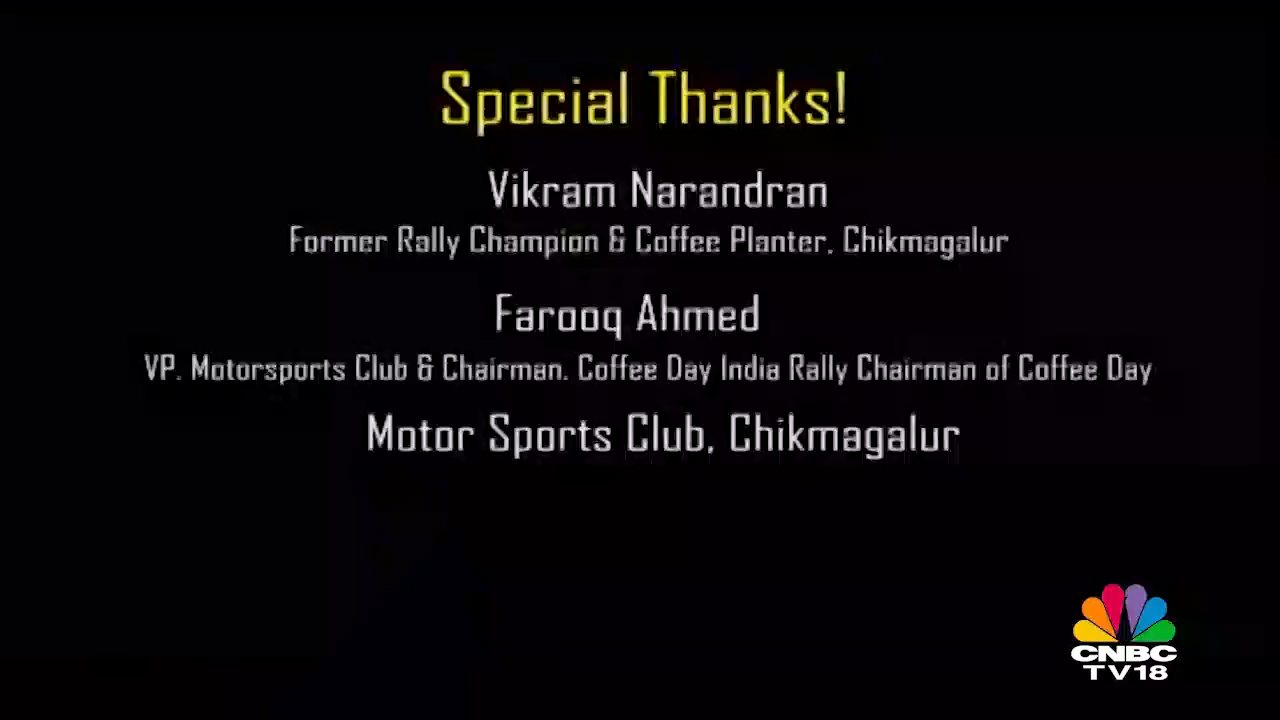 Special Thanks!
Vikram Narandran
Former Rally Champion & Coffee Planter, Chikmagalur
Farooq Ahmed
VP. Motorsports Club & Chairman. Coffee Day India Rally Chairman of Coffee Day
Motor Sports Club, Chikmagalur
CNBC
TV18